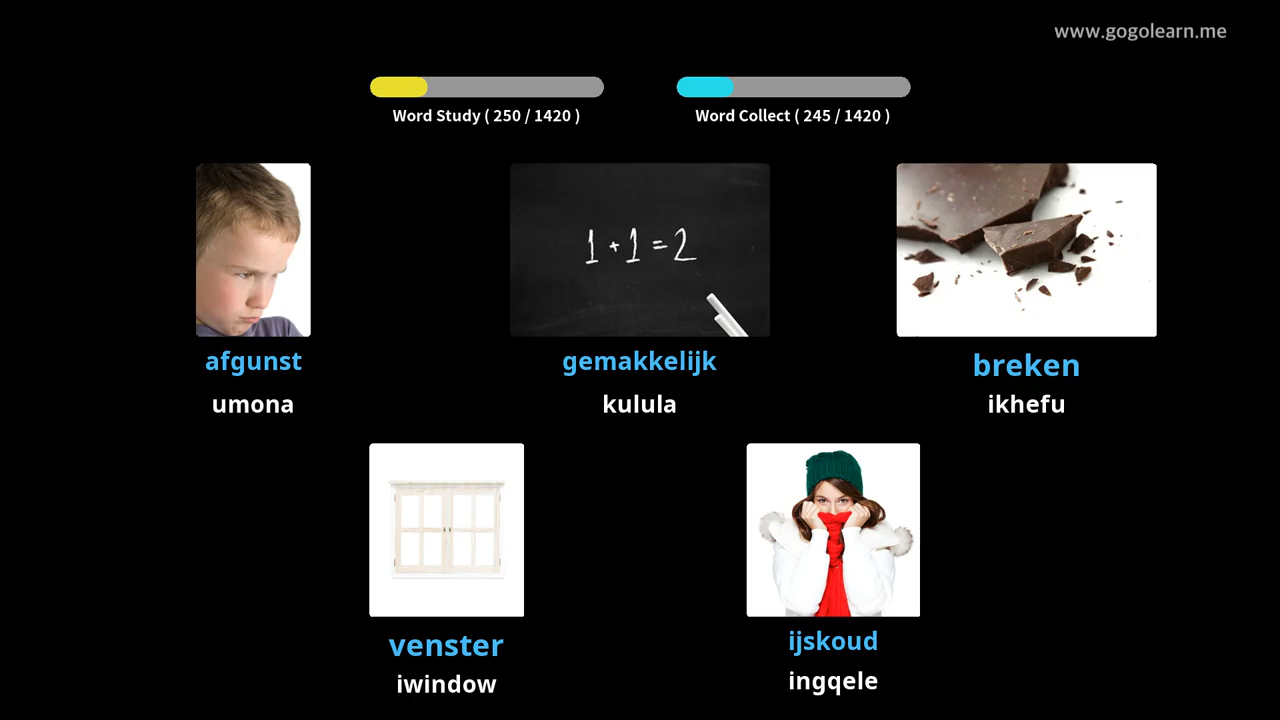 www.gogolearn.me
Word Study ( 250 / 1420 )
Word Collect ( 245 / 1420 )
1 + 1 = 2
afgunst
umona
gemakkelijk
kulula
breken
ikhefu
venster
iwindow
ijskoud
ingqele